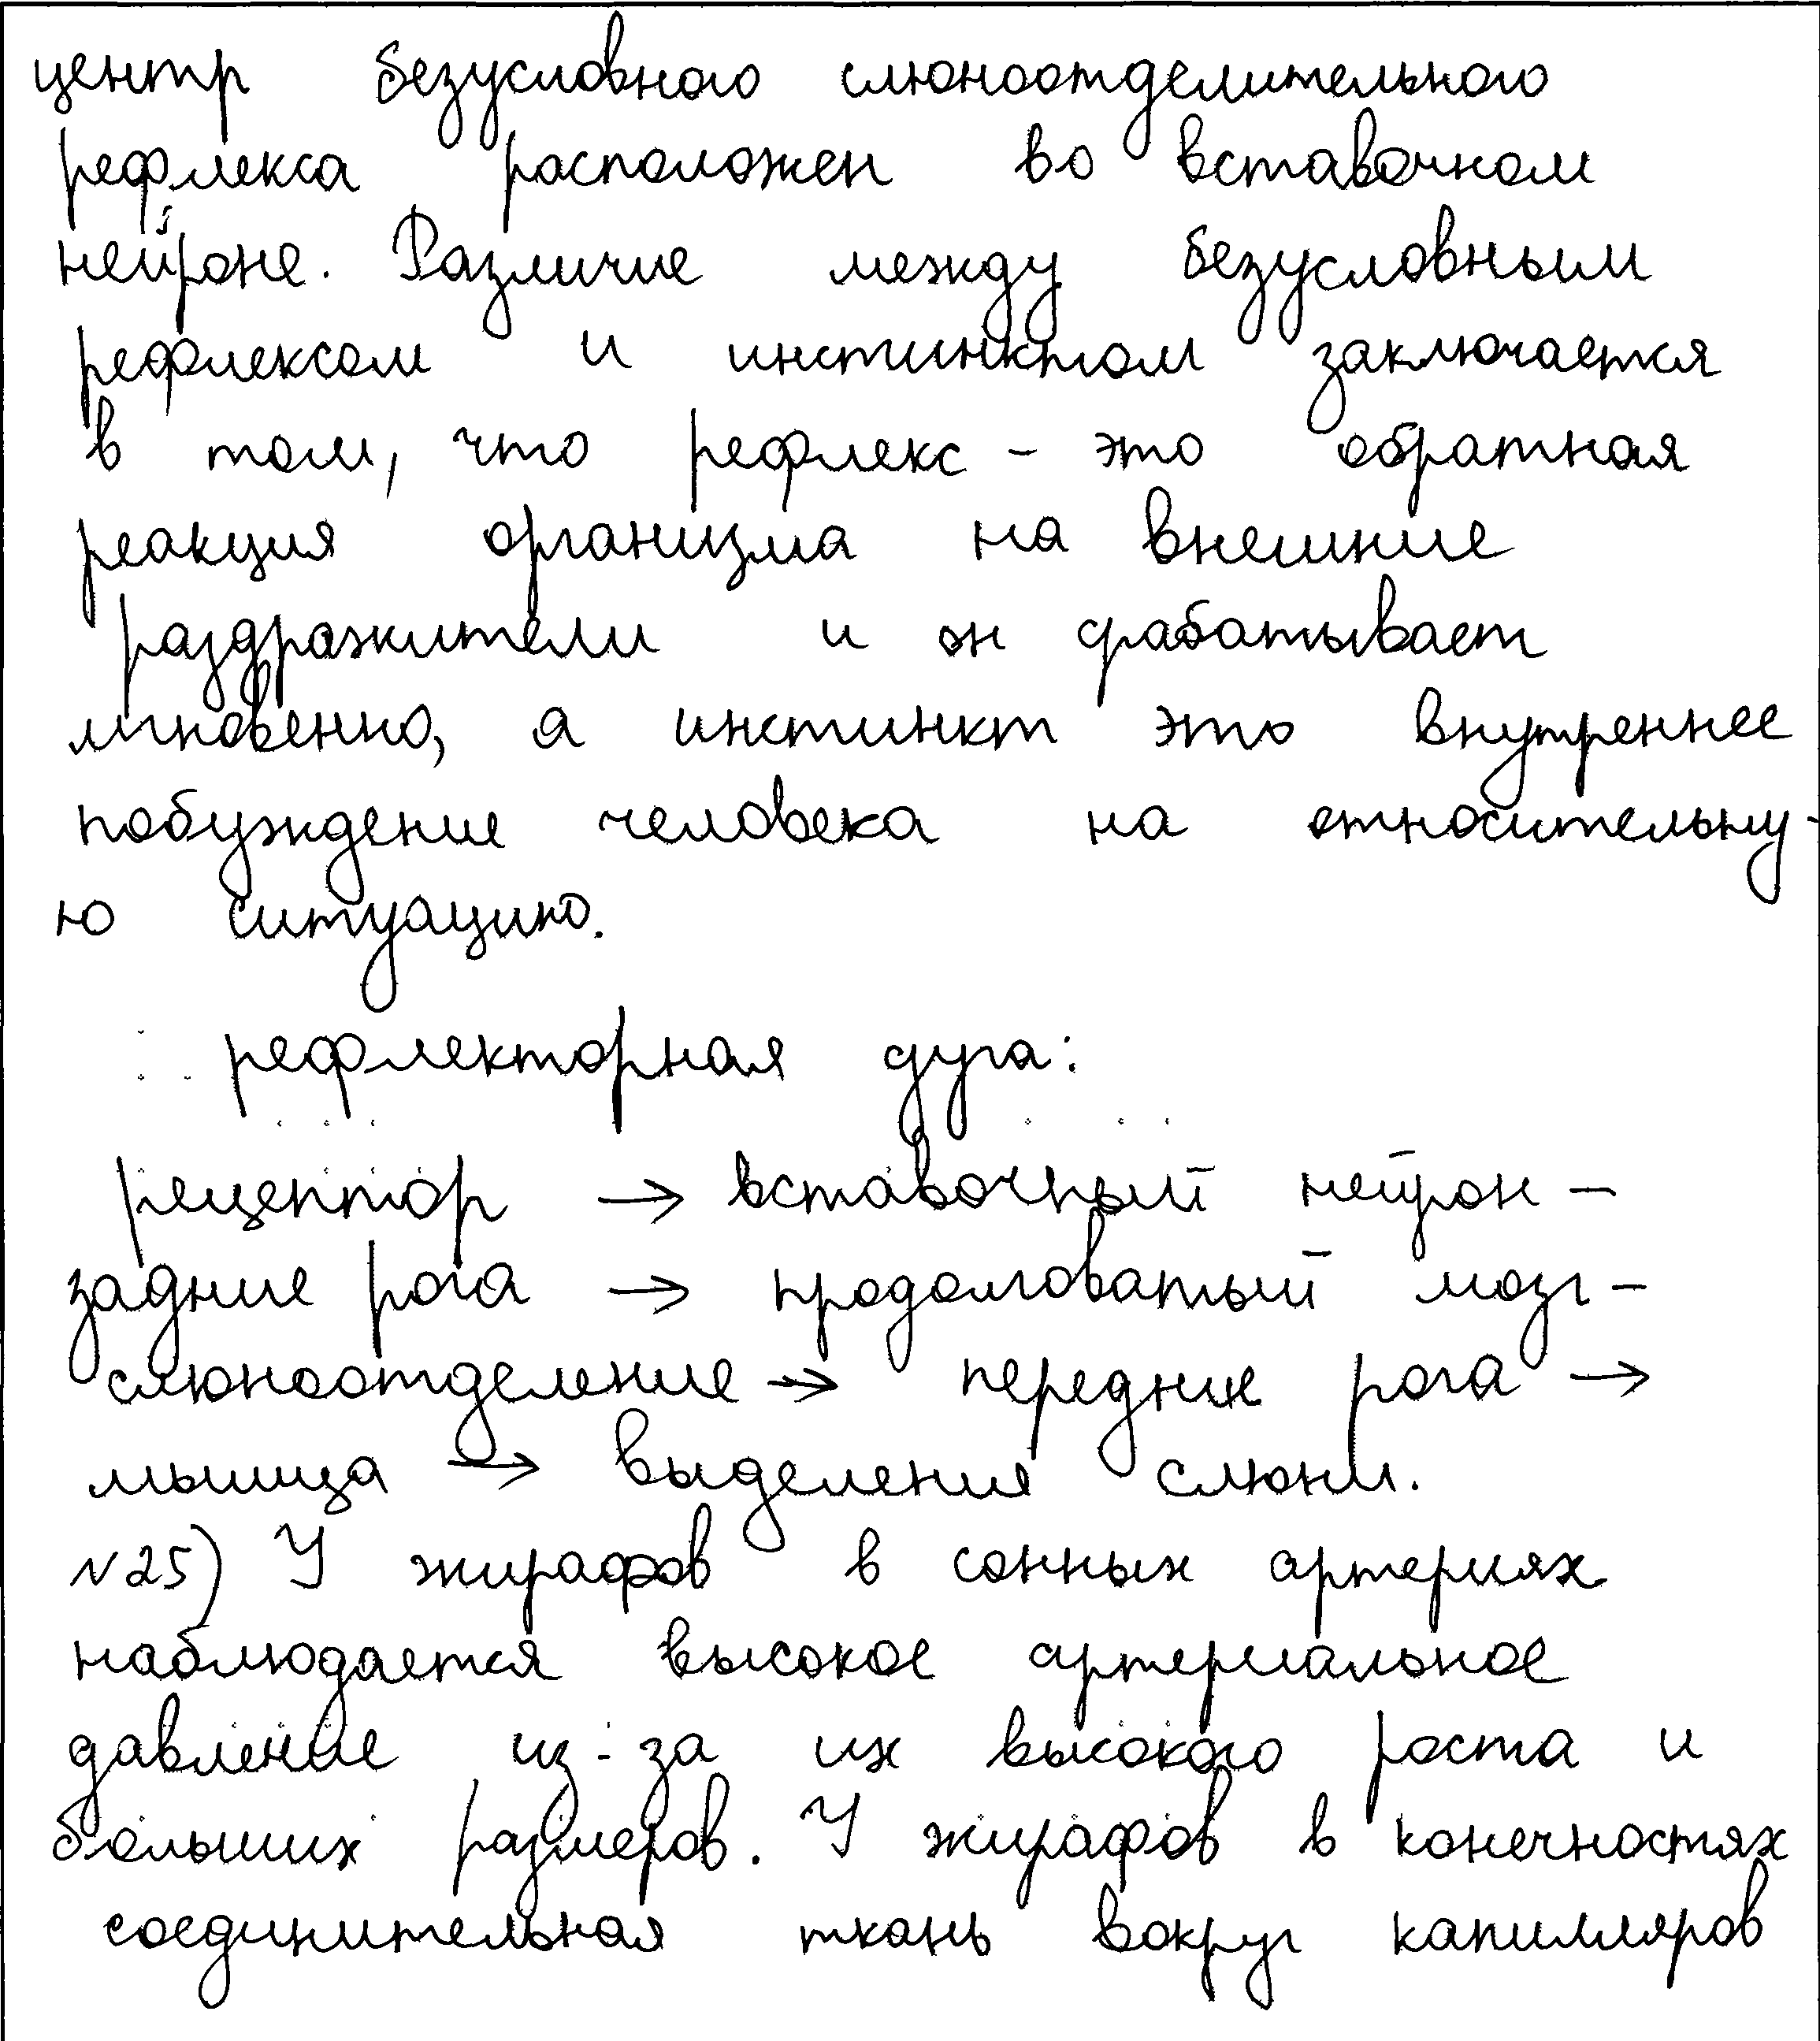 центр безусловного слюноотделительного
рефлекса расположен во вставочном
нейроне. Различие между безусловным
рефлексом и инстинктом заключается
в том, что рефлекс - это обратная
реакция организма на внешние
раздражители и он срабатывает
мгновенно, а инстинкт это внутреннее
побуждение человека на относительну-
ю ситуацию.
рефлекторная дуга:
рецептор → вставочный нейрон -
задние рога → продолговатый мозг -
слюноотделение → передние рога →
мышца → выделения слюни.
№25) У жирафов в сонных артериях
наблюдается высокое артериальное
давление из-за их высокого роста и
больших размеров. У жирафов в конечностях
соединительная ткань вокруг капилляров